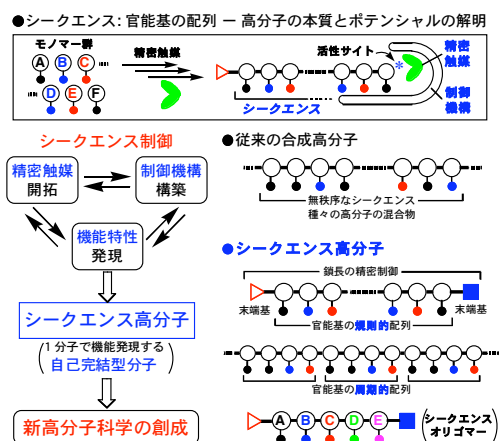 ●シークエンス: 官能基の配列 ー 高分子の本質とポテンシャルの解明
モノマー群
A B C
D E F
精密触媒
活性サイト
*
精密
触媒
シークエンス
制御
機構
シークエンス制御
精密触媒
開拓
制御機構
構築
機能特性
発現
シークエンス高分子
(1分子で機能発現する
自己完結型分子)
新高分子科学の創成
●従来の合成高分子
無秩序なシークエンス
種々の高分子の混合物
●シークエンス高分子
鎖長の精密制御
末端基
末端基
官能基の規則的配列
官能基の周期的配列
A B C D E
(シークエンス
オリゴマー)